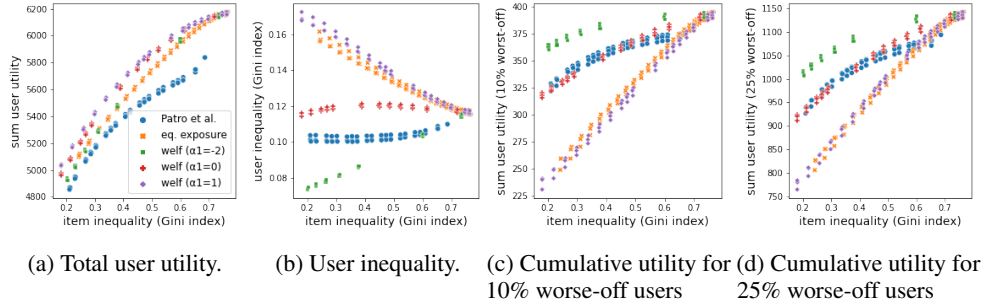 6200
6000
5800
5600
5400
5200
5000
4800
sum user utility
Patro et al.
eq. exposure
welf (α1=-2)
welf (α1=0)
welf (α1=1)
0.2 0.3 0.4 0.5 0.6 0.7
item inequality (Gini index)
(a) Total user utility.
0.16
0.14
0.12
0.10
0.08
user inequality (Gini index)
0.2 0.3 0.4 0.5 0.6 0.7
item inequality (Gini index)
(b) User inequality.
400
375
350
325
300
275
250
225
sum user utility (10% worst-off)
0.2 0.3 0.4 0.5 0.6 0.7
item inequality (Gini index)
(c) Cumulative utility for
10% worse-off users
1150
1100
1050
1000
950
900
850
800
750
sum user utility (25% worst-off)
0.2 0.3 0.4 0.5 0.6 0.7
item inequality (Gini index)
(d) Cumulative utility for
25% worse-off users